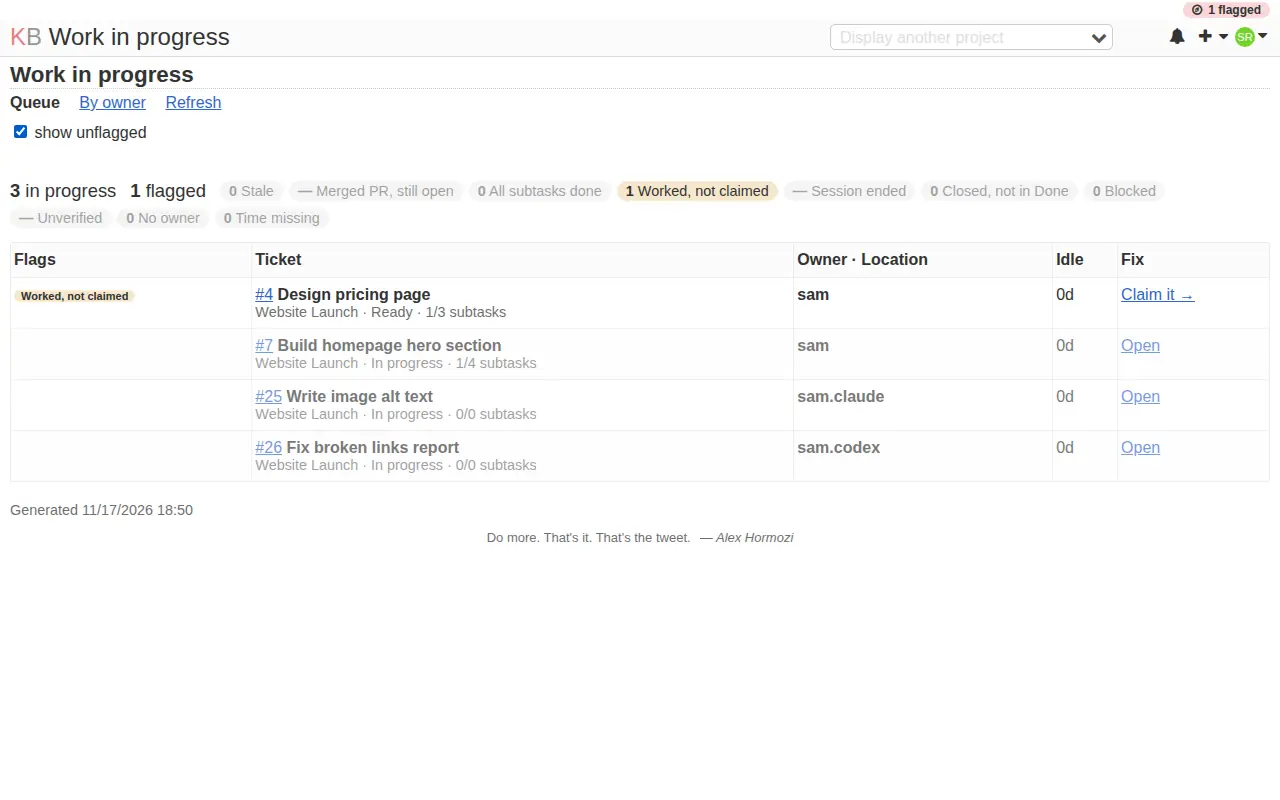 1 flagged
KB Work in progress
Display another project
SR
Work in progress
Queue By owner Refresh
show unflagged
3 in progress 1 flagged 0 Stale — Merged PR, still open 0 All subtasks done 1 Worked, not claimed — Session ended 0 Closed, not in Done 0 Blocked
— Unverified 0 No owner 0 Time missing
Flags Ticket Owner · Location Idle Fix
Worked, not claimed #4 Design pricing page sam 0d Claim it →
Website Launch · Ready · 1/3 subtasks
#7 Build homepage hero section sam 0d Open
Website Launch · In progress · 1/4 subtasks
#25 Write image alt text sam.claude 0d Open
Website Launch · In progress · 0/0 subtasks
#26 Fix broken links report sam.codex 0d Open
Website Launch · In progress · 0/0 subtasks
Generated 11/17/2026 18:50
Do more. That's it. That's the tweet. — Alex Hormozi